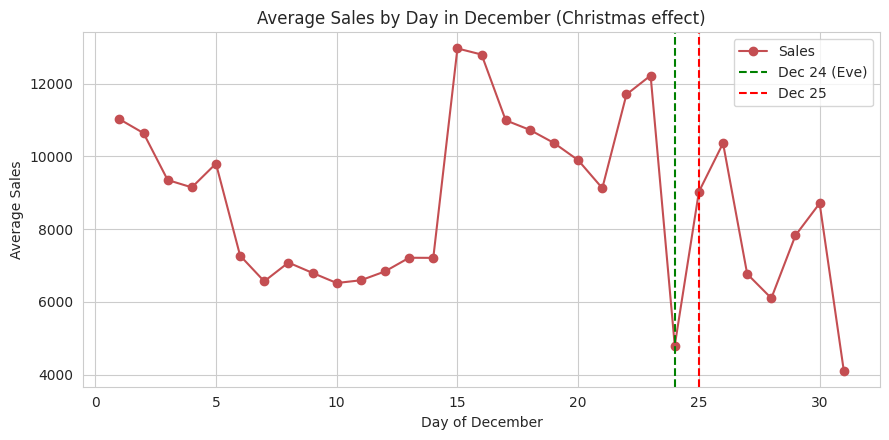 Average Sales by Day in December (Christmas effect)
Sales
Dec 24 (Eve)
Dec 25
Average Sales
12000
10000
8000
6000
4000
0 5 10 15 20 25 30
Day of December